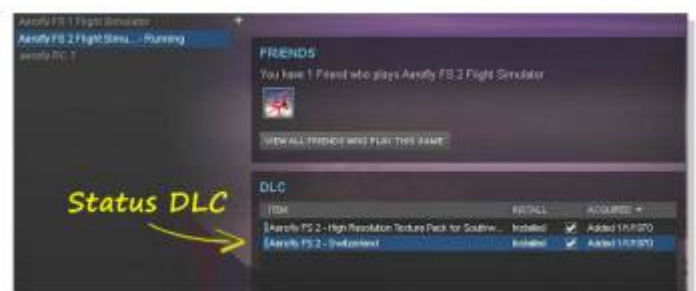 Aerofly FS 1 Flight Simulator
Aerofly FS 2 Flight Simu... - Running
aerofly RC 7
FRIENDS
You have 1 Friend who plays Aerofly FS 2 Flight Simulator
VIEW ALL FRIENDS WHO PLAY THIS GAME
Status DLC
DLC
ITEM INSTALL ACQUIRED
Aerofly FS 2 - High Resolution Texture Pack for Southw... Installed Added 1/1/1970
Aerofly FS 2 - Switzerland Installed Added 1/1/1970